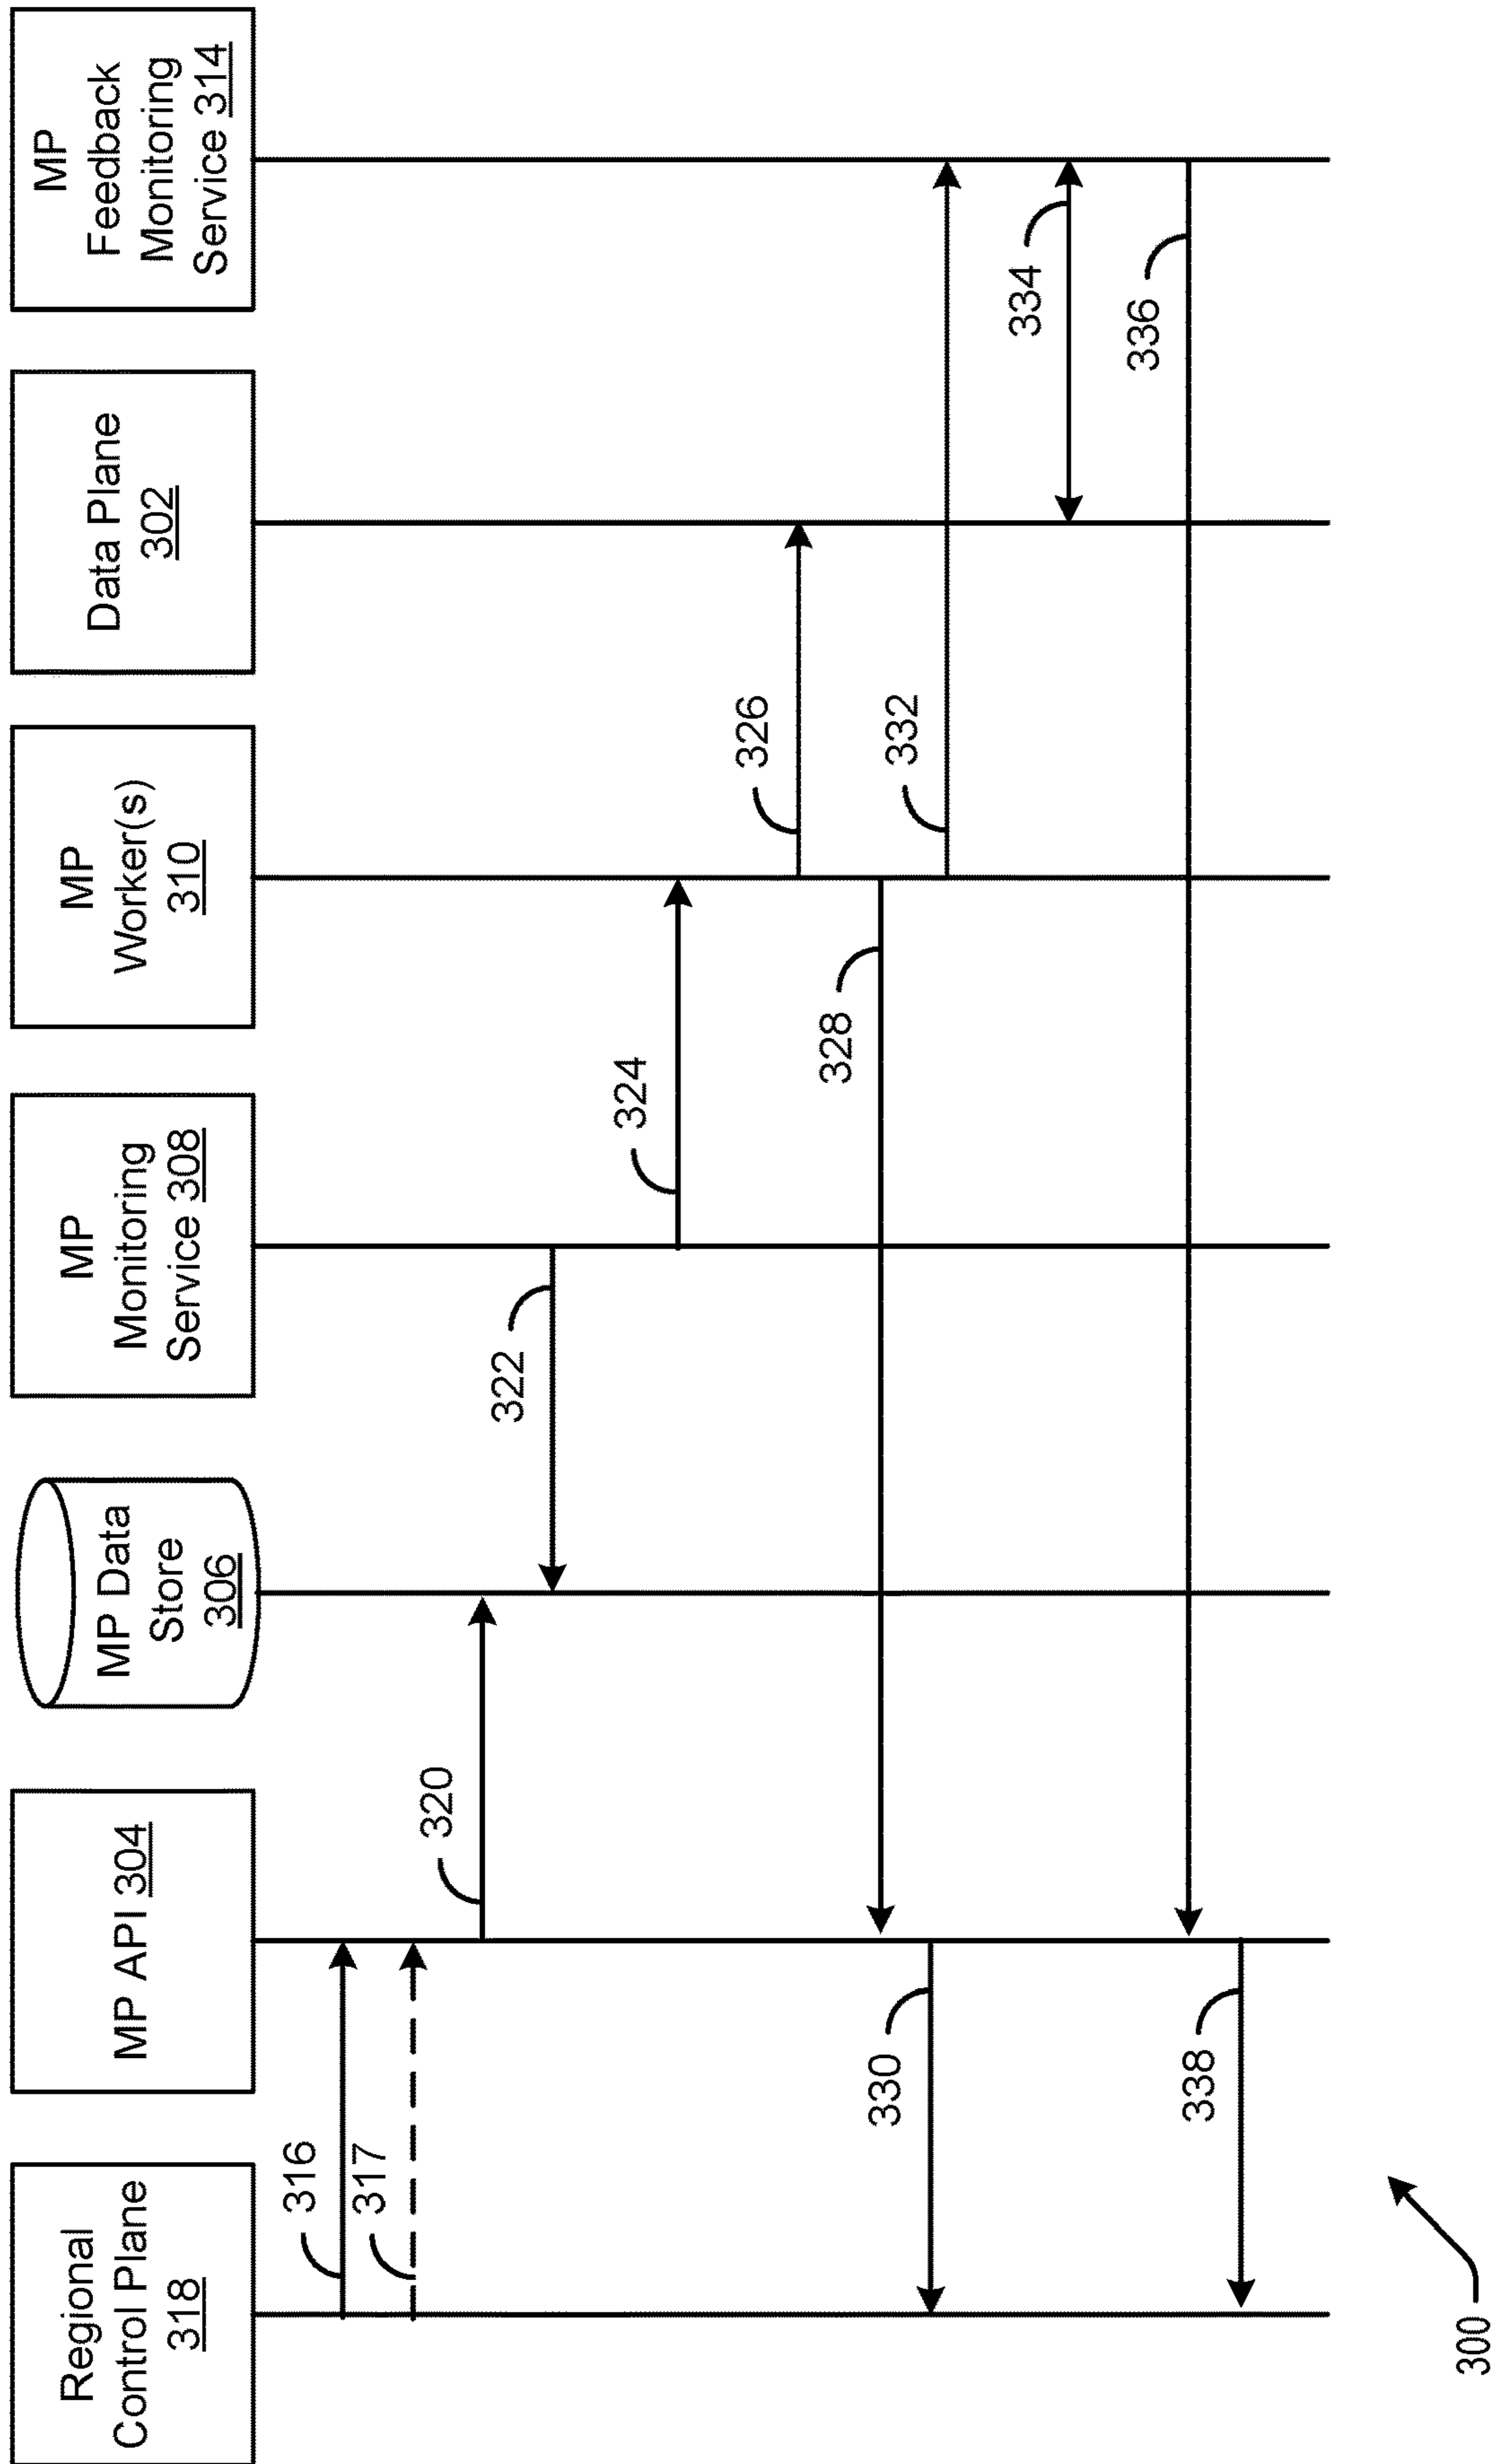 Regional
Control Plane
318
MP API 304
MP Data
Store
306
MP
Monitoring
Service 308
MP
Worker(s)
310
Data Plane
302
MP
Feedback
Monitoring
Service 314
316
317
320
322
324
326
328
330
332
334
336
338
300